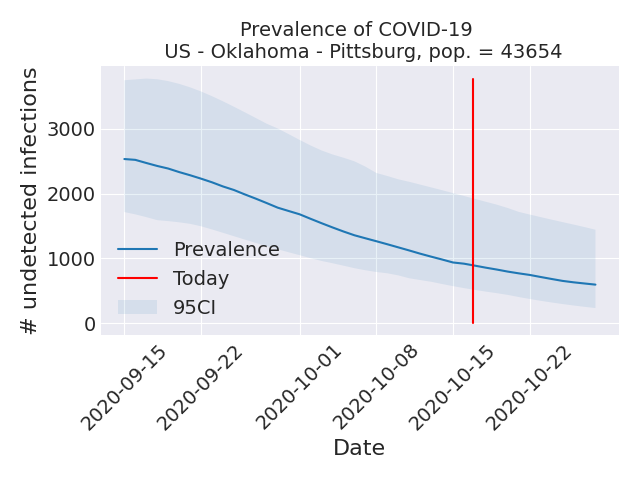 Prevalence of COVID-19
US - Oklahoma - Pittsburg, pop. = 43654
# undetected infections
3000
2000
1000
0
Prevalence
Today
95CI
2020-09-15
2020-09-22
2020-10-01
2020-10-08
2020-10-15
2020-10-22
Date